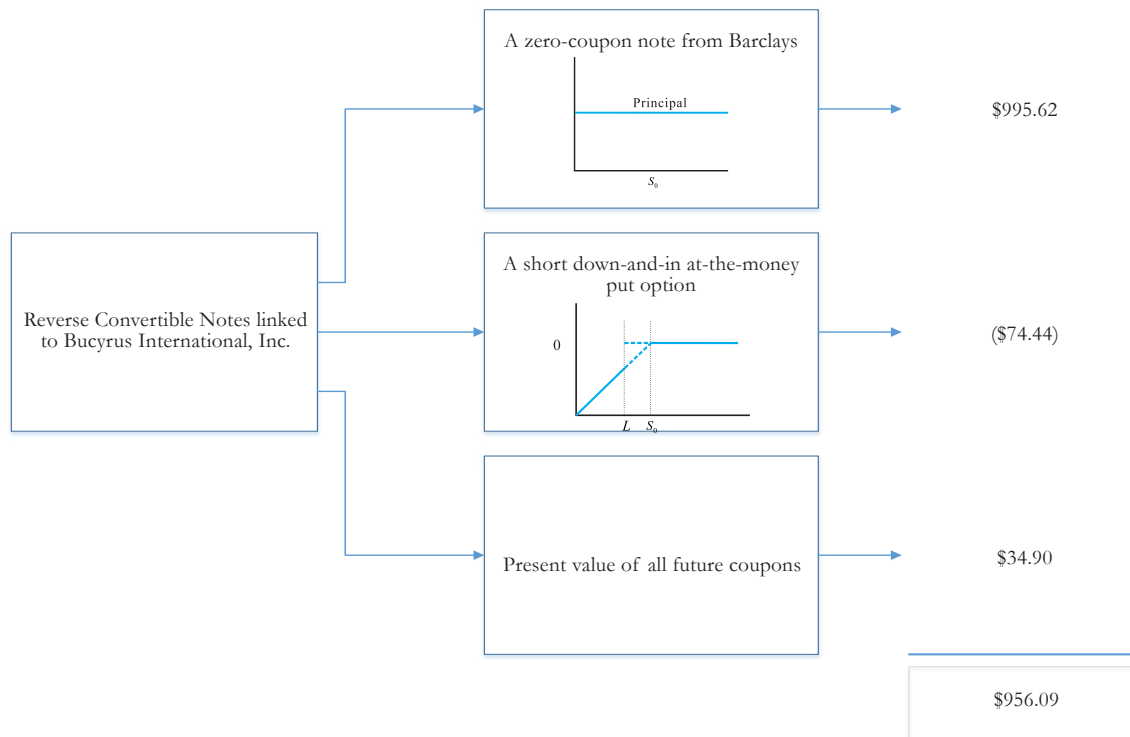 A zero-coupon note from Barclays
Principal
S₀
$995.62
Reverse Convertible Notes linked
to Bucyrus International, Inc.
A short down-and-in at-the-money
put option
0
L S₀
($74.44)
Present value of all future coupons
$34.90
$956.09